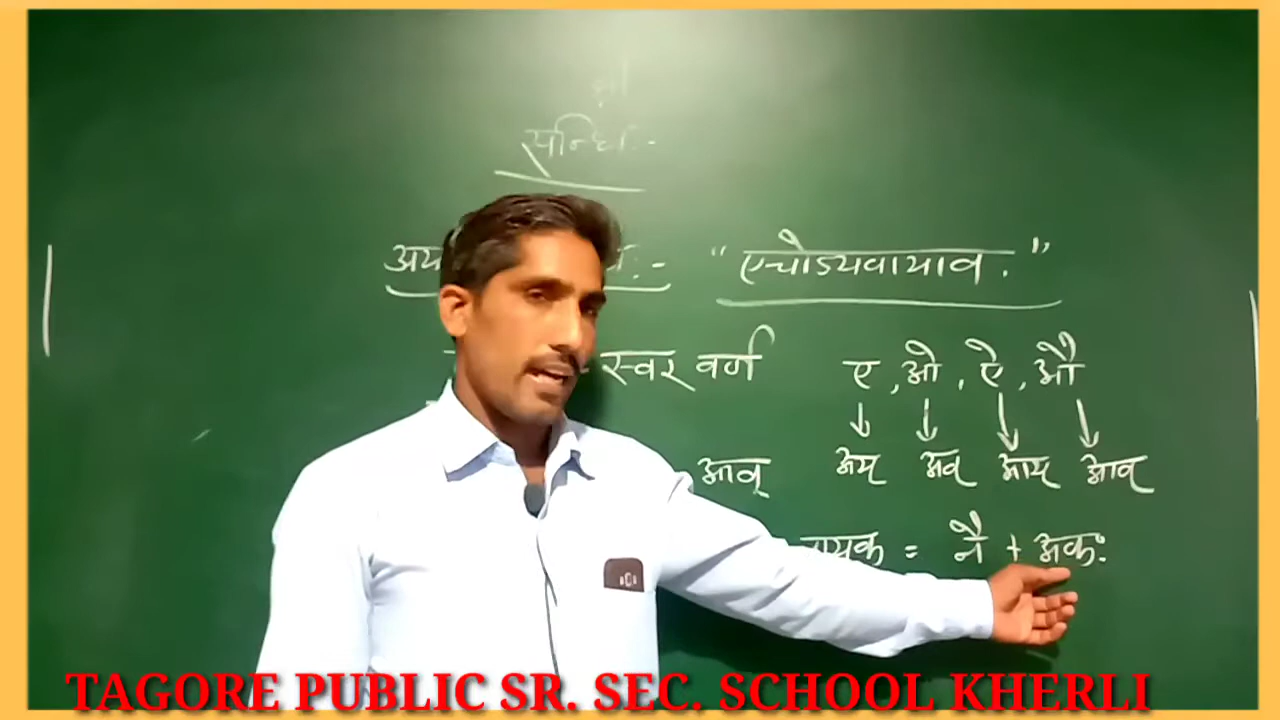 सन्धिः-
"एचोऽयवायाव."
स्वर वर्ण ए, ओ, ऐ, औ
आव् अय् अव् आय् आव्
= नै + अकः
TAGORE PUBLIC SR. SEC. SCHOOL KHERLI